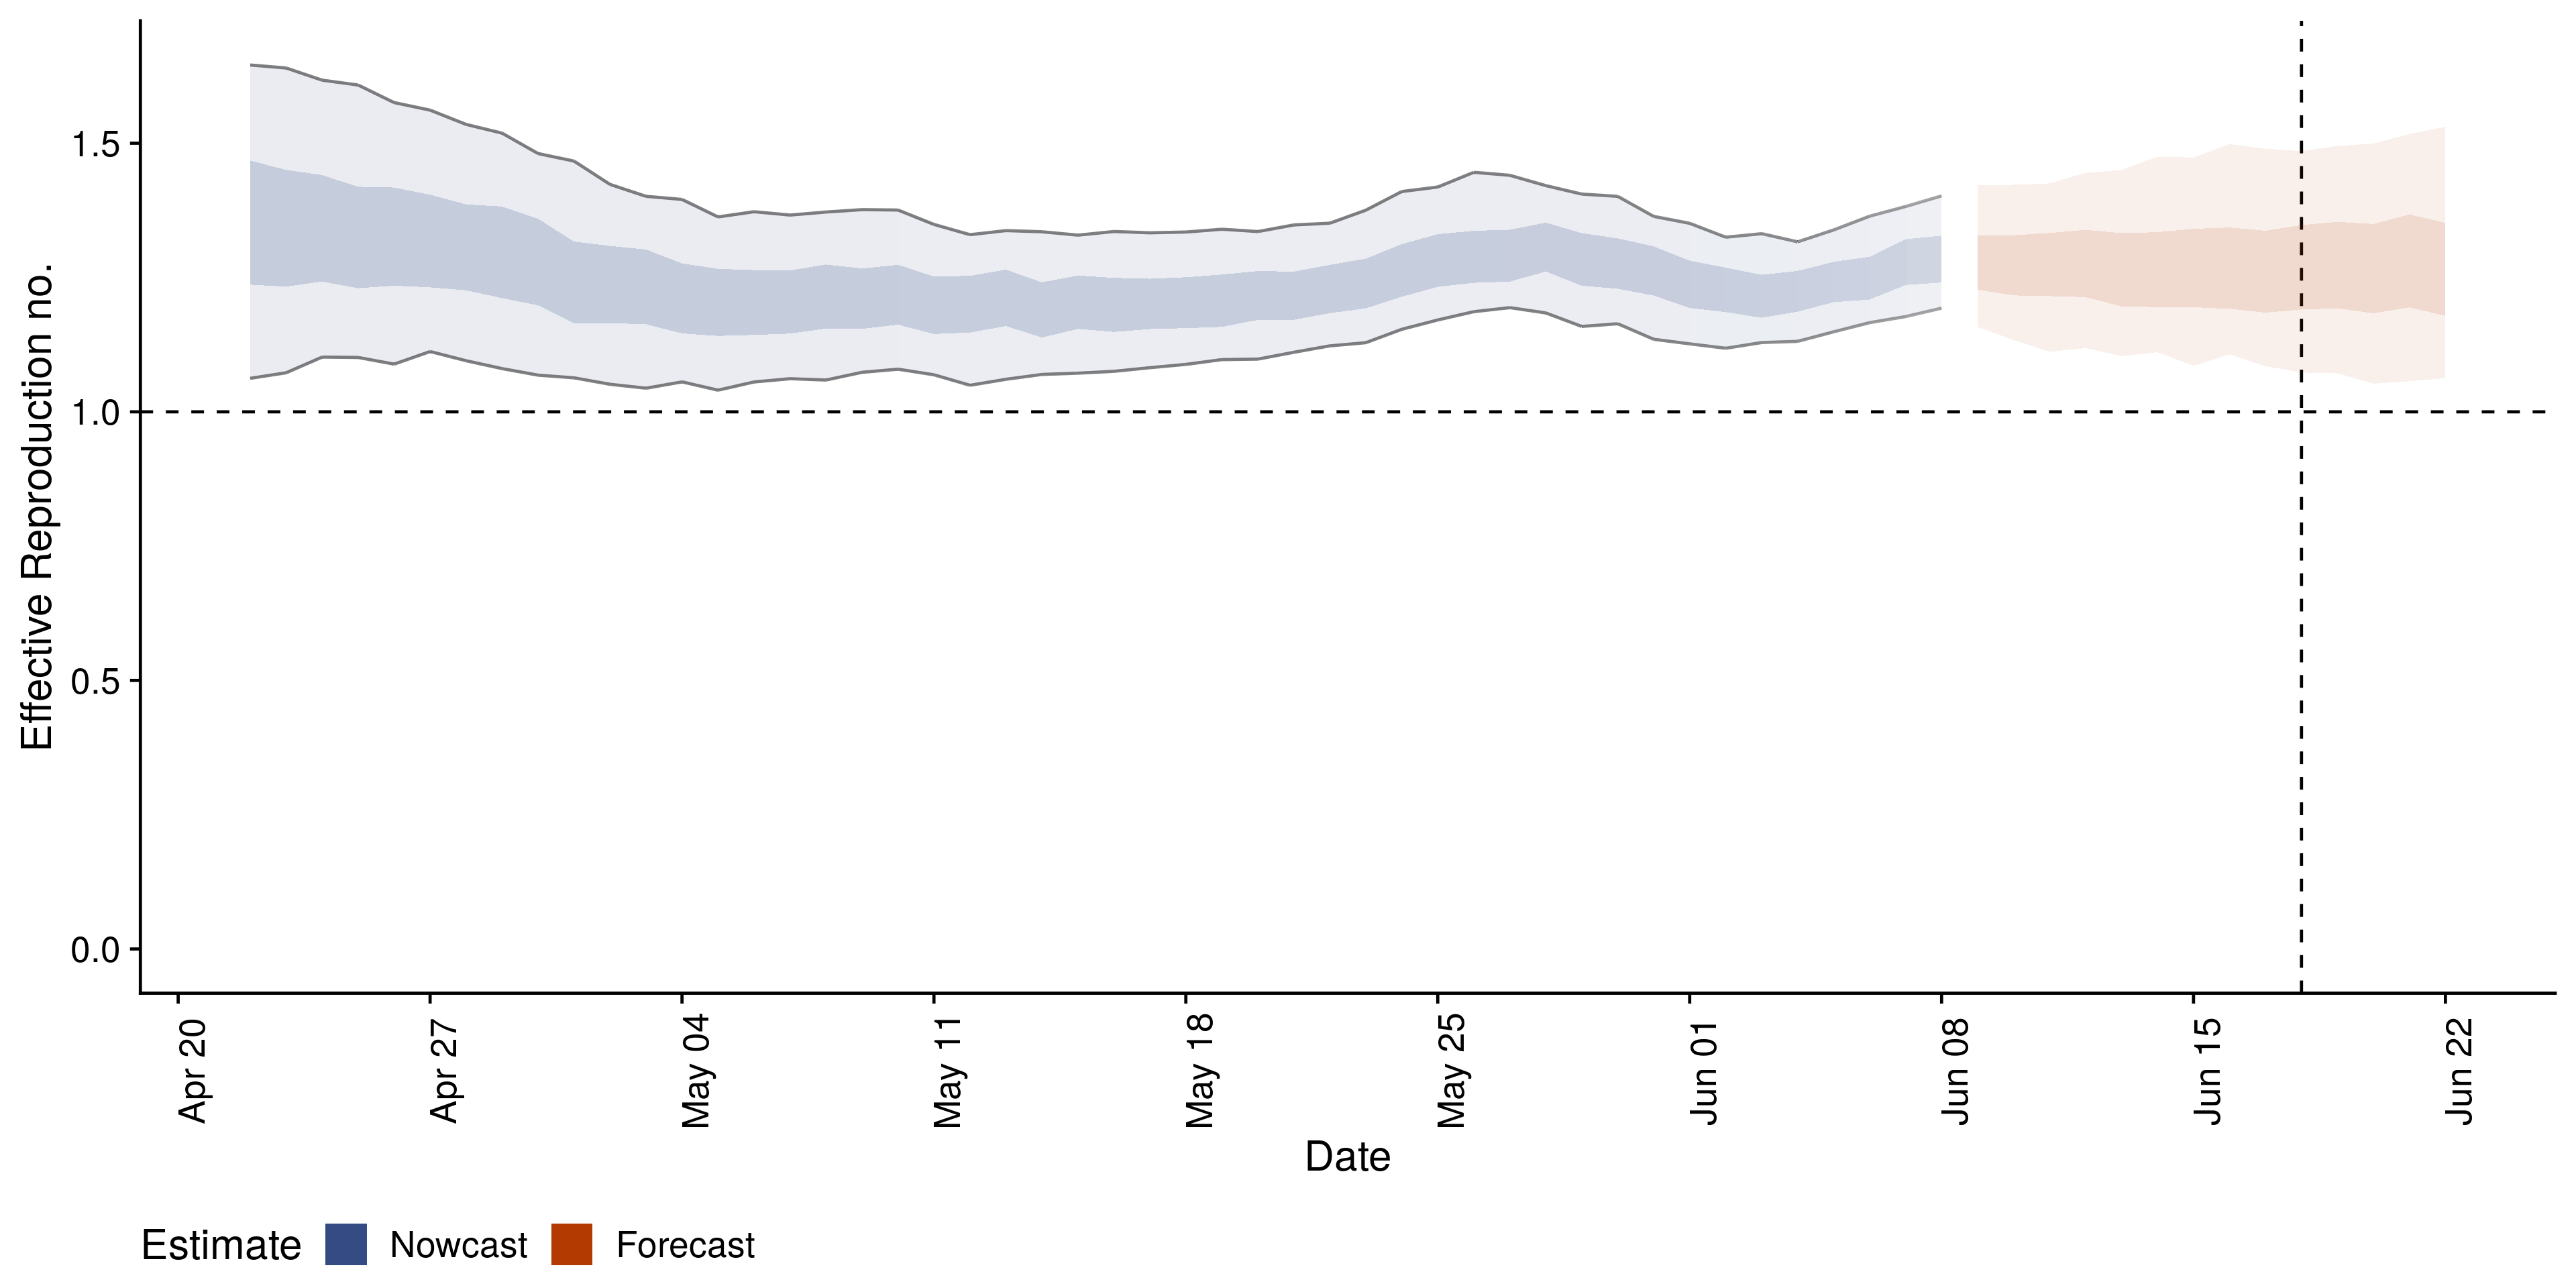 Effective Reproduction no.
1.5
1.0
0.5
0.0
Apr 20
Apr 27
May 04
May 11
May 18
May 25
Jun 01
Jun 08
Jun 15
Jun 22
Date
Estimate Nowcast Forecast